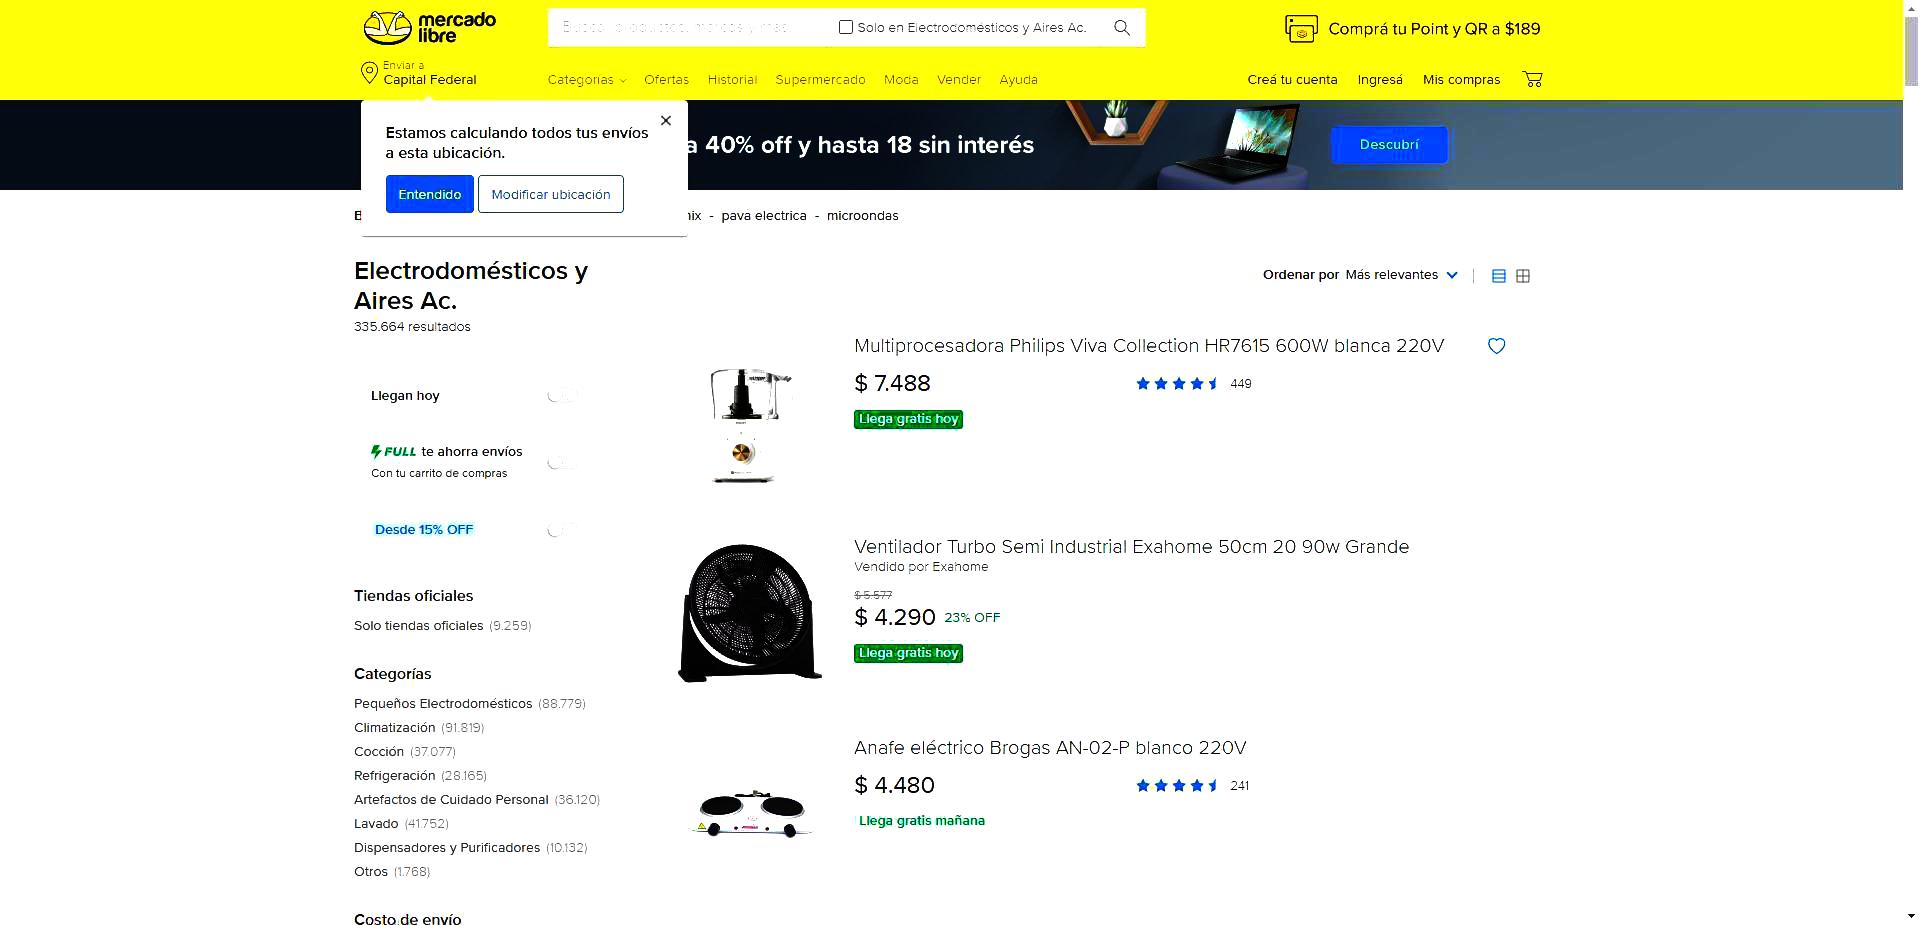 mercado
libre
Solo en Electrodomésticos y Aires Ac.
Comprá tu Point y QR a $189
Enviar a
Capital Federal
Categorías
Ofertas
Historial
Supermercado
Moda
Vender
Ayuda
Creá tu cuenta
Ingresá
Mis compras
Estamos calculando todos tus envíos
a esta ubicación.
Entendido
Modificar ubicación
a 40% off y hasta 18 sin interés
Descubrí
- pava electrica - microondas
Electrodomésticos y
Aires Ac.
335.664 resultados
Ordenar por Más relevantes
Llegan hoy
FULL te ahorra envíos
Con tu carrito de compras
Desde 15% OFF
Tiendas oficiales
Solo tiendas oficiales (9.259)
Categorías
Pequeños Electrodomésticos (88.779)
Climatización (91.819)
Cocción (37.077)
Refrigeración (28.165)
Artefactos de Cuidado Personal (36.120)
Lavado (41.752)
Dispensadores y Purificadores (10.132)
Otros (1.768)
Costo de envío
Multiprocesadora Philips Viva Collection HR7615 600W blanca 220V
$ 7.488
449
Llega gratis hoy
Ventilador Turbo Semi Industrial Exahome 50cm 20 90w Grande
Vendido por Exahome
$ 5.577
$ 4.290 23% OFF
Llega gratis hoy
Anafe eléctrico Brogas AN-02-P blanco 220V
$ 4.480
241
Llega gratis mañana